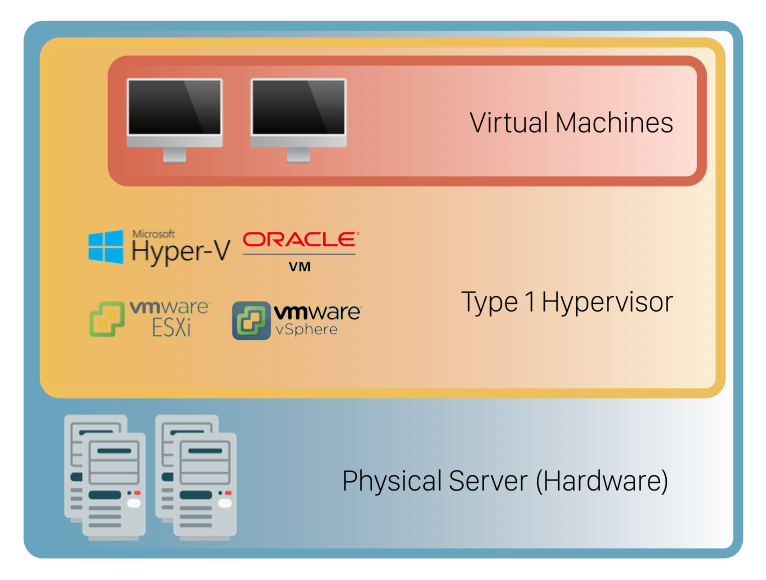 Virtual Machines
Microsoft
Hyper-V
ORACLE
VM
Type 1 Hypervisor
vmware
ESXi
vmware
vSphere
Physical Server (Hardware)